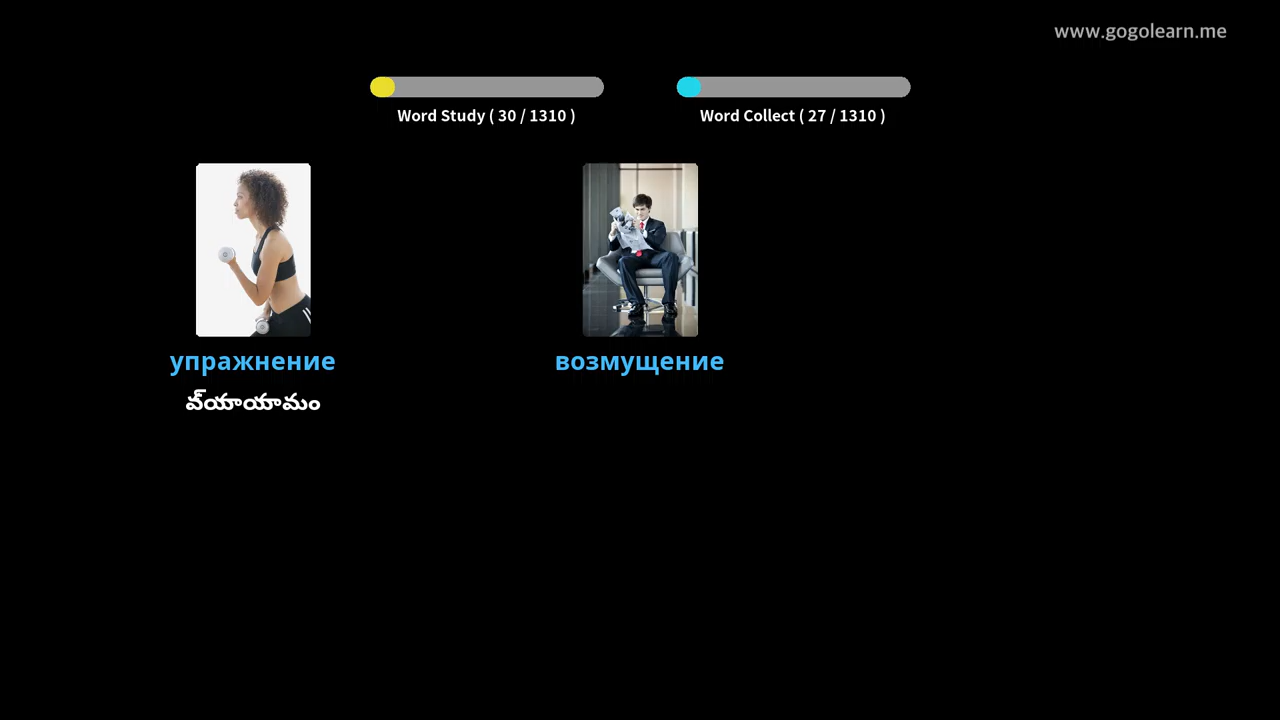 www.gogolearn.me
Word Study ( 30 / 1310 )
Word Collect ( 27 / 1310 )
упражнение
возмущение
వ్యాయామం